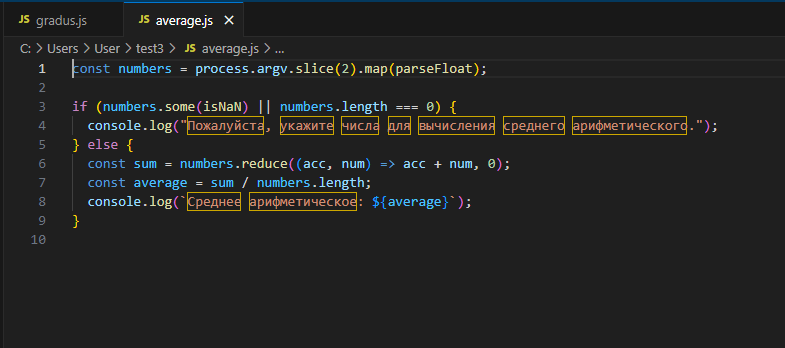 JS gradus.js JS average.js ×
C: > Users > User > test3 > JS average.js > ...
1 const numbers = process.argv.slice(2).map(parseFloat);
2
3 if (numbers.some(isNaN) || numbers.length === 0) {
4 console.log("Пожалуйста, укажите числа для вычисления среднего арифметического.");
5 } else {
6 const sum = numbers.reduce((acc, num) => acc + num, 0);
7 const average = sum / numbers.length;
8 console.log(`Среднее арифметическое: ${average}`);
9 }
10